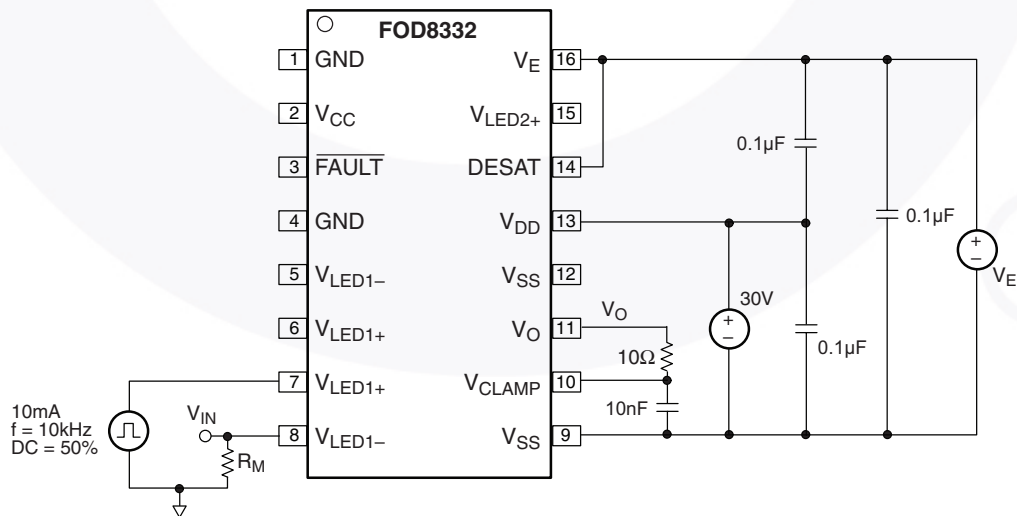 FOD8332
1 GND
2 VCC
3 FAULT
4 GND
5 VLED1–
6 VLED1+
7 VLED1+
8 VLED1–
VE 16
VLED2+ 15
DESAT 14
VDD 13
VSS 12
VO 11
VCLAMP 10
VSS 9
10mA
f = 10kHz
DC = 50%
VIN
RM
VO
10Ω
10nF
30V
+
–
0.1µF
0.1µF
0.1µF
+
–
VE